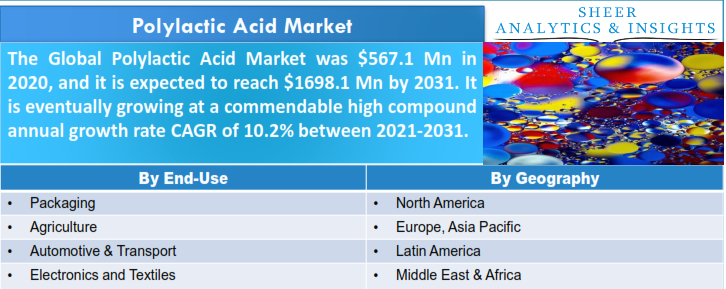 Polylactic Acid Market
SHEER
ANALYTICS & INSIGHTS
The Global Polylactic Acid Market was $567.1 Mn in
2020, and it is expected to reach $1698.1 Mn by 2031. It
is eventually growing at a commendable high compound
annual growth rate CAGR of 10.2% between 2021-2031.
By End-Use
By Geography
• Packaging
• North America
• Agriculture
• Europe, Asia Pacific
• Automotive & Transport
• Latin America
• Electronics and Textiles
• Middle East & Africa